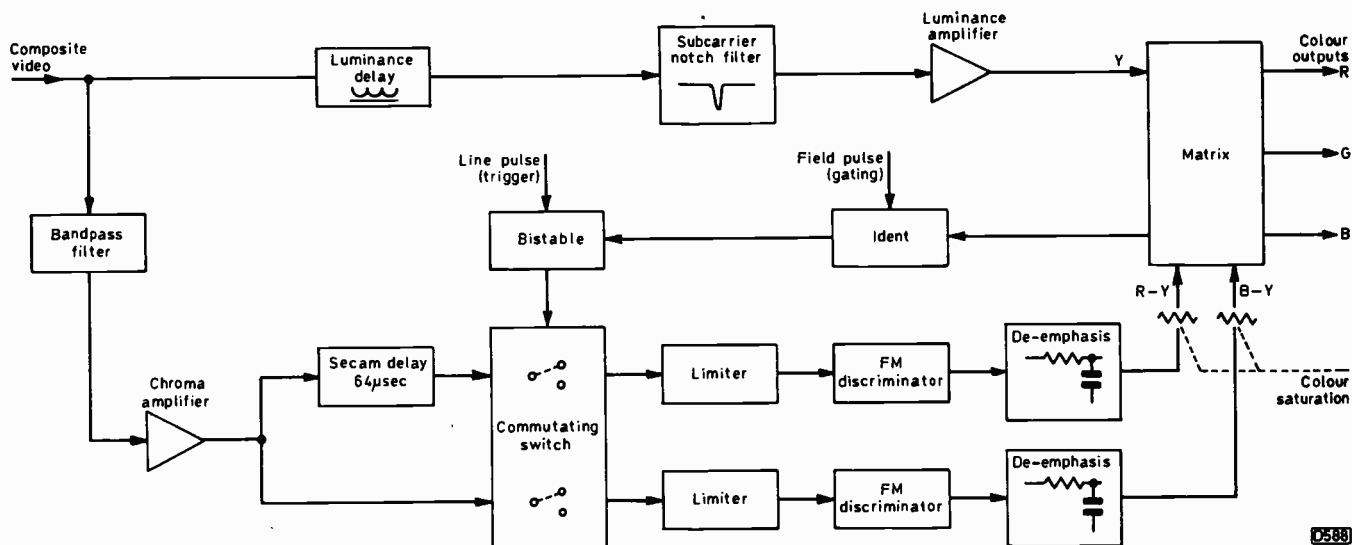 Composite
video
Luminance
delay
Subcarrier
notch filter
Luminance
amplifier
Y
Matrix
Colour
outputs
R
G
B
Line pulse
(trigger)
Field pulse
(gating)
Bandpass
filter
Bistable
Ident
R-Y
B-Y
Chroma
amplifier
Secam delay
64µsec
Commutating
switch
Limiter
FM
discriminator
De-emphasis
Colour
saturation
Limiter
FM
discriminator
De-emphasis
D588